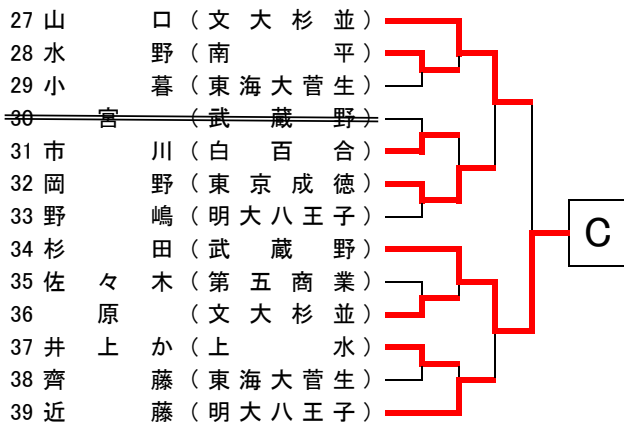 27 山口 (文大杉並)
28 水野 (南平)
29 小暮 (東海大菅生)
30 宮 (武蔵野)
31 市川 (白百合)
32 岡野 (東京成徳)
33 野嶋 (明大八王子)
34 杉田 (武蔵野)
35 佐々木 (第五商業)
36 原 (文大杉並)
37 井上か (上水)
38 齊藤 (東海大菅生)
39 近藤 (明大八王子)
C